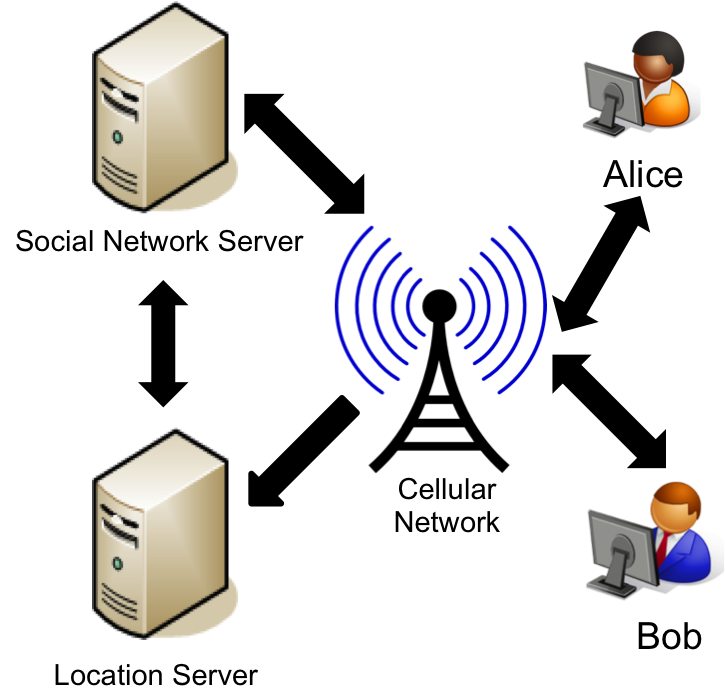 Alice
Social Network Server
Cellular
Network
Bob
Location Server